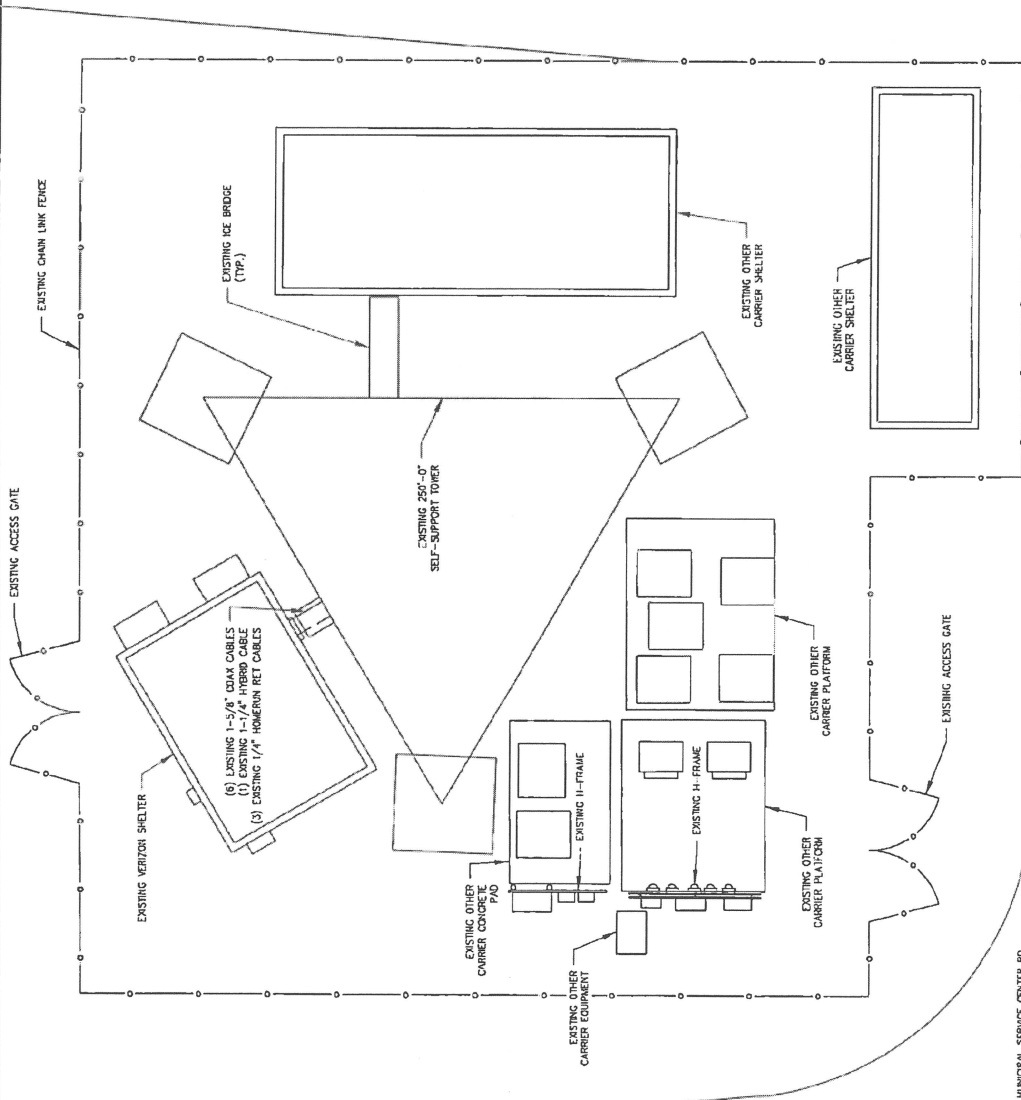 EXISTING ACCESS GATE
EXISTING CHAIN LINK FENCE
EXISTING VERIZON SHELTER
(6) EXISTING 1-5/8" COAX CABLES
(1) EXISTING 1-1/4" HYBRID CABLE
(3) EXISTING 1/4" HOMERUN RET CABLES
EXISTING ICE BRIDGE
(TYP.)
EXISTING 250'-0"
SELF-SUPPORT TOWER
EXISTING OTHER
CARRIER SHELTER
EXISTING OTHER
CARRIER SHELTER
EXISTING OTHER
CARRIER CONCRETE
PAD
EXISTING H-FRAME
EXISTING OTHER
CARRIER EQUIPMENT
EXISTING H-FRAME
EXISTING OTHER
CARRIER PLATFORM
EXISTING OTHER
CARRIER PLATFORM
EXISTING ACCESS GATE
MUNICIPAL SERVICE CENTER RD